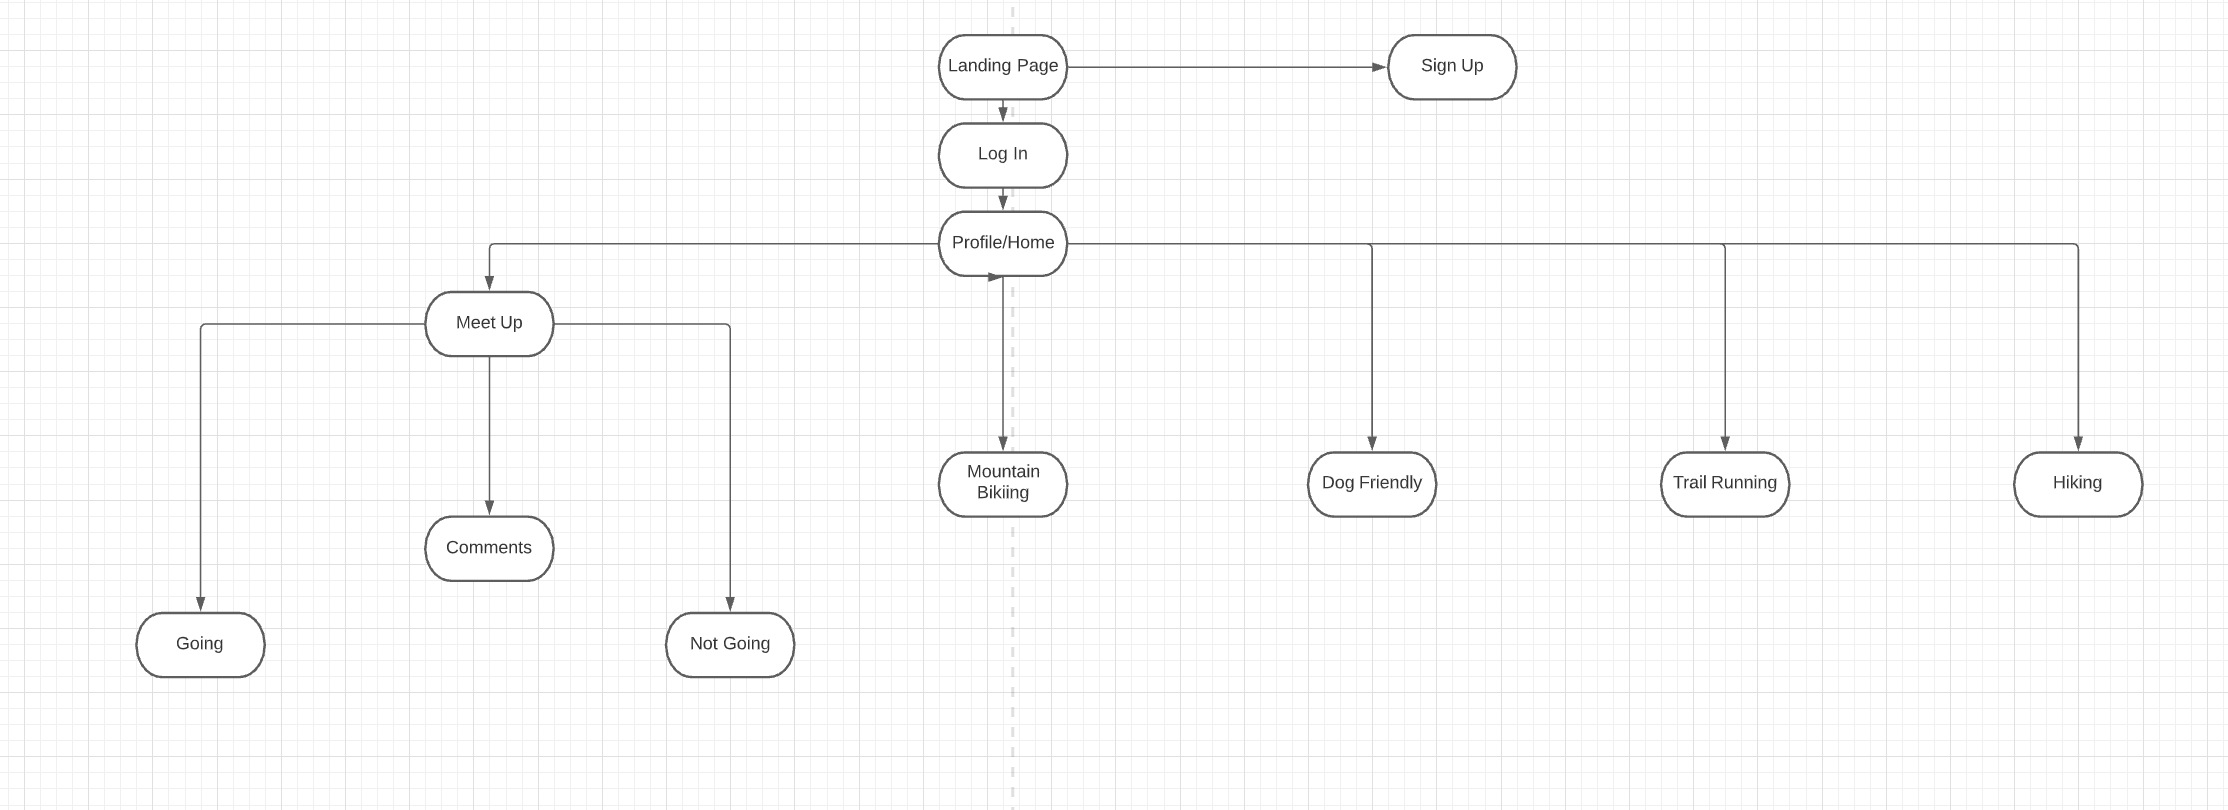 Landing Page
Sign Up
Log In
Profile/Home
Meet Up
Mountain
Bikiing
Dog Friendly
Trail Running
Hiking
Comments
Going
Not Going